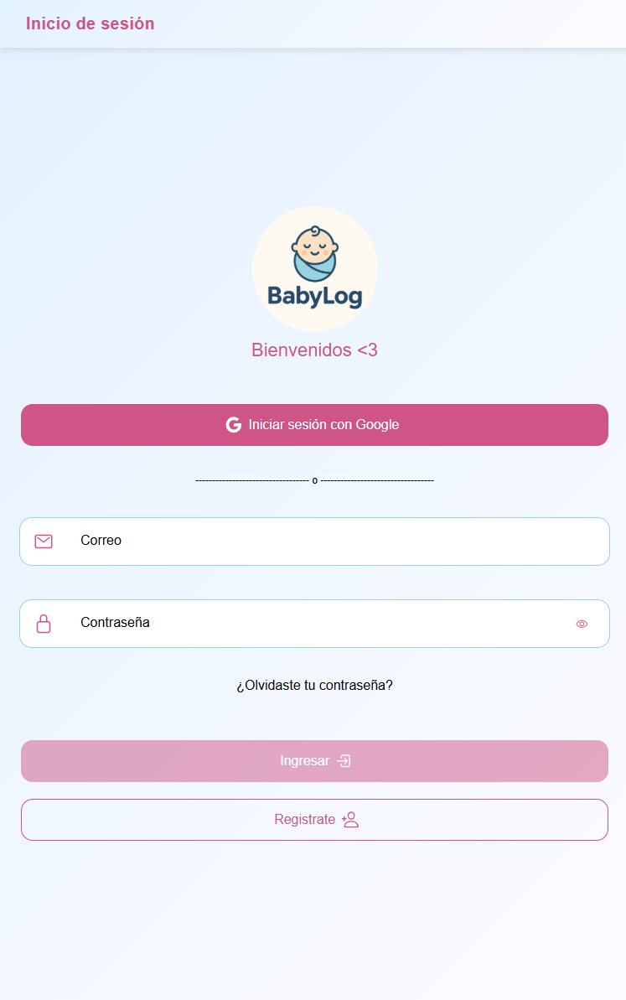 Inicio de sesión
BabyLog
Bienvenidos <3
Iniciar sesión con Google
---------------------------------- o ----------------------------------
Correo
Contraseña
¿Olvidaste tu contraseña?
Ingresar
Registrate